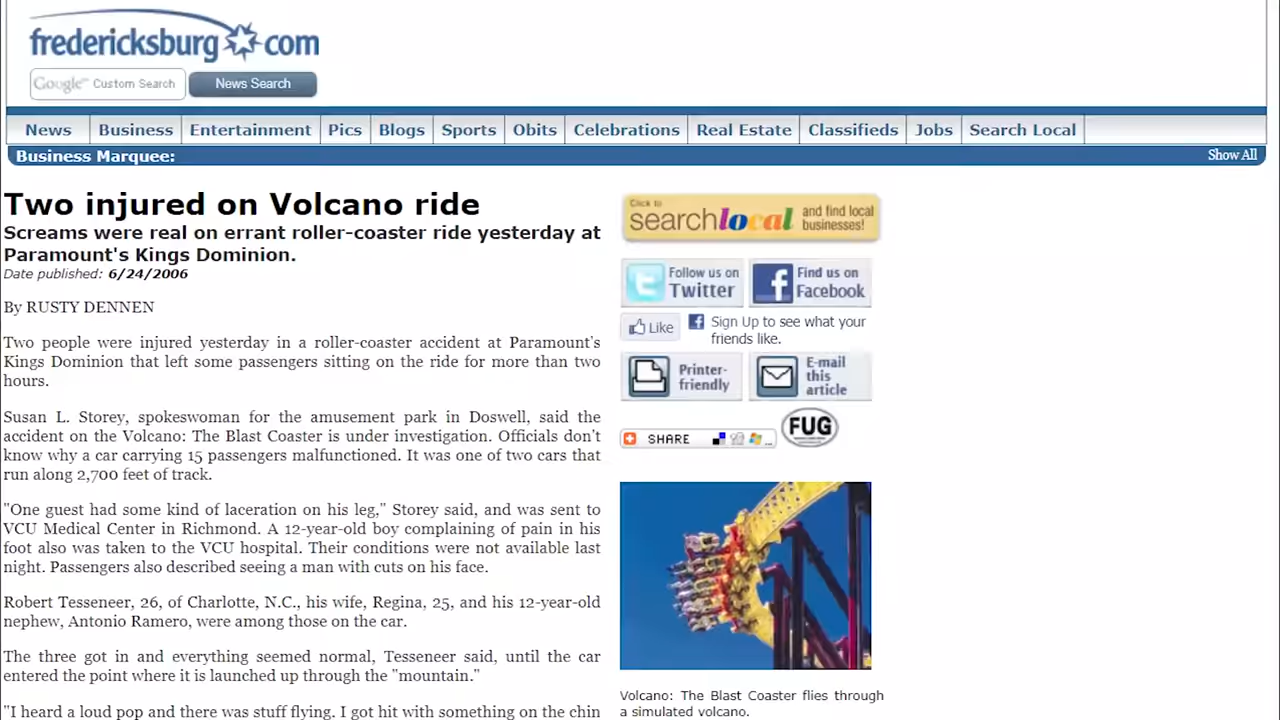 fredericksburg.com
Google™ Custom Search
News Search
News
Business
Entertainment
Pics
Blogs
Sports
Obits
Celebrations
Real Estate
Classifieds
Jobs
Search Local
Business Marquee:
Show All
Two injured on Volcano ride
Screams were real on errant roller-coaster ride yesterday at
Paramount's Kings Dominion.
Date published: 6/24/2006
By RUSTY DENNEN
Two people were injured yesterday in a roller-coaster accident at Paramount's
Kings Dominion that left some passengers sitting on the ride for more than two
hours.
Susan L. Storey, spokeswoman for the amusement park in Doswell, said the
accident on the Volcano: The Blast Coaster is under investigation. Officials don't
know why a car carrying 15 passengers malfunctioned. It was one of two cars that
run along 2,700 feet of track.
"One guest had some kind of laceration on his leg," Storey said, and was sent to
VCU Medical Center in Richmond. A 12-year-old boy complaining of pain in his
foot also was taken to the VCU hospital. Their conditions were not available last
night. Passengers also described seeing a man with cuts on his face.
Robert Tesseneer, 26, of Charlotte, N.C., his wife, Regina, 25, and his 12-year-old
nephew, Antonio Ramero, were among those on the car.
The three got in and everything seemed normal, Tesseneer said, until the car
entered the point where it is launched up through the "mountain."
"I heard a loud pop and there was stuff flying. I got hit with something on the chin
Click to
searchlocal
and find local
businesses!
Follow us on
Twitter
Find us on
Facebook
Like
Sign Up to see what your
friends like.
Printer-
friendly
E-mail
this
article
SHARE
...
FUG
Volcano: The Blast Coaster flies through
a simulated volcano.